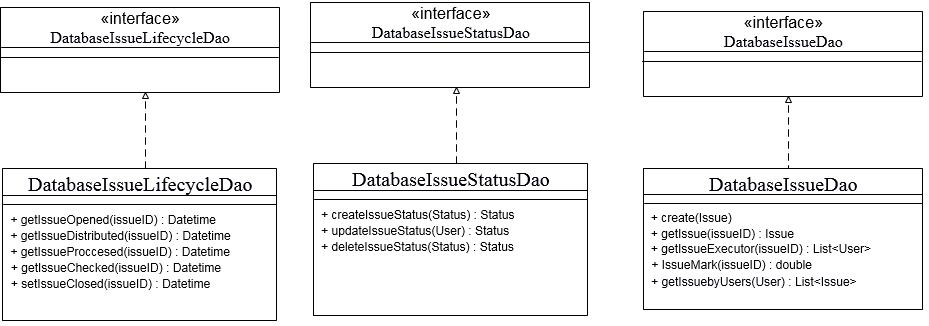 «interface»
DatabaseIssueLifecycleDao
«interface»
DatabaseIssueStatusDao
«interface»
DatabaseIssueDao
DatabaseIssueLifecycleDao
+ getIssueOpened(issueID) : Datetime
+ getIssueDistributed(issueID) : Datetime
+ getIssueProccesed(issueID) : Datetime
+ getIssueChecked(issueID) : Datetime
+ setIssueClosed(issueID) : Datetime
DatabaseIssueStatusDao
+ createIssueStatus(Status) : Status
+ updateIssueStatus(User) : Status
+ deleteIssueStatus(Status) : Status
DatabaseIssueDao
+ create(Issue)
+ getIssue(issueID) : Issue
+ getIssueExecutor(issueID) : List<User>
+ IssueMark(issueID) : double
+ getIssuebyUsers(User) : List<Issue>